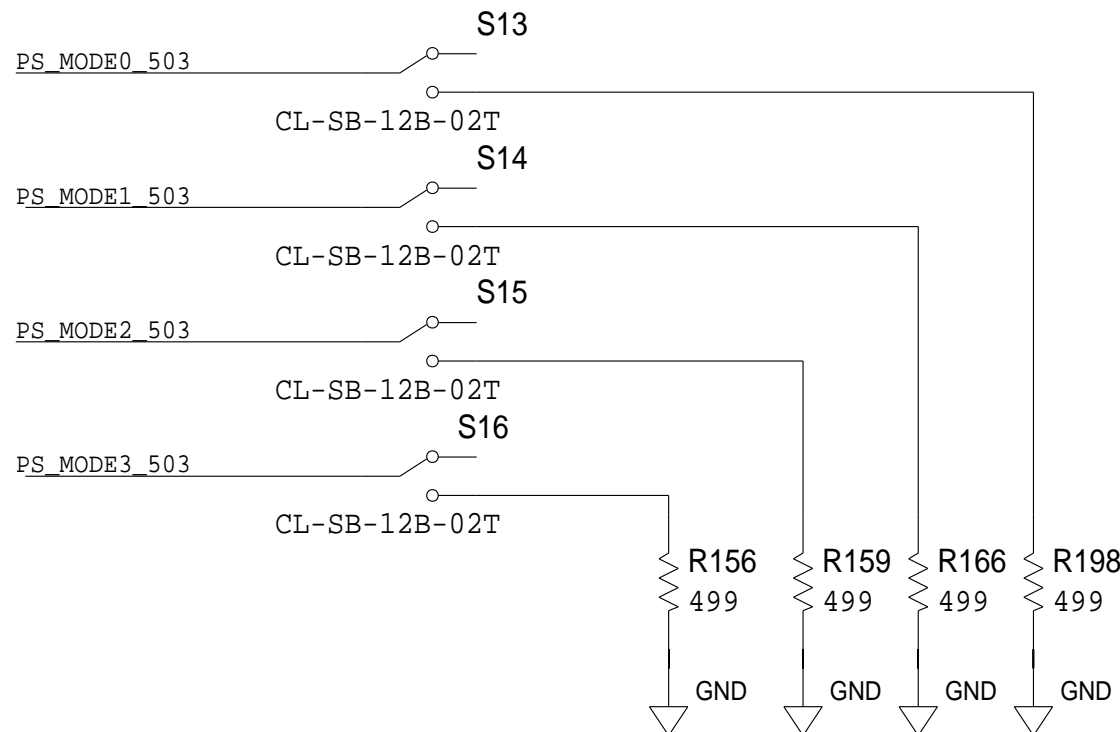 S13
PS_MODE0_503
CL-SB-12B-02T
S14
PS_MODE1_503
CL-SB-12B-02T
S15
PS_MODE2_503
CL-SB-12B-02T
S16
PS_MODE3_503
CL-SB-12B-02T
R156 R159 R166 R198
499 499 499 499
GND GND GND GND